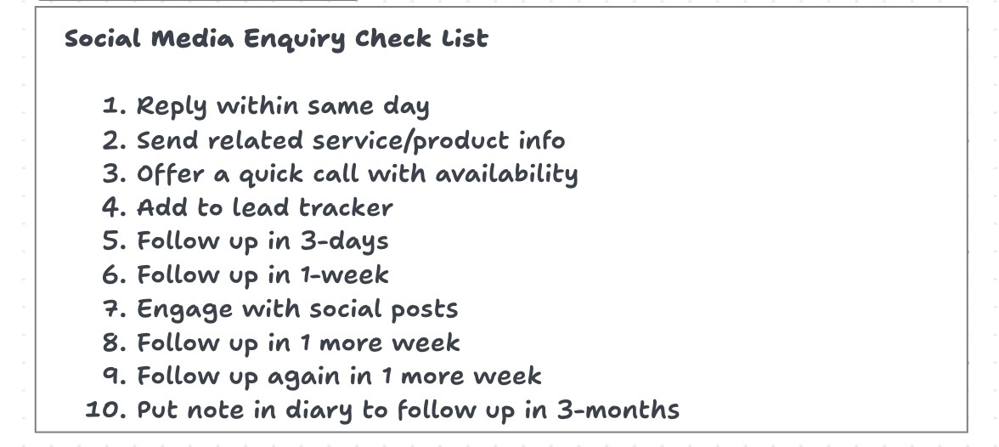 Social Media Enquiry Check List
1. Reply within same day
2. Send related service/product info
3. Offer a quick call with availability
4. Add to lead tracker
5. Follow up in 3-days
6. Follow up in 1-week
7. Engage with social posts
8. Follow up in 1 more week
9. Follow up again in 1 more week
10. Put note in diary to follow up in 3-months